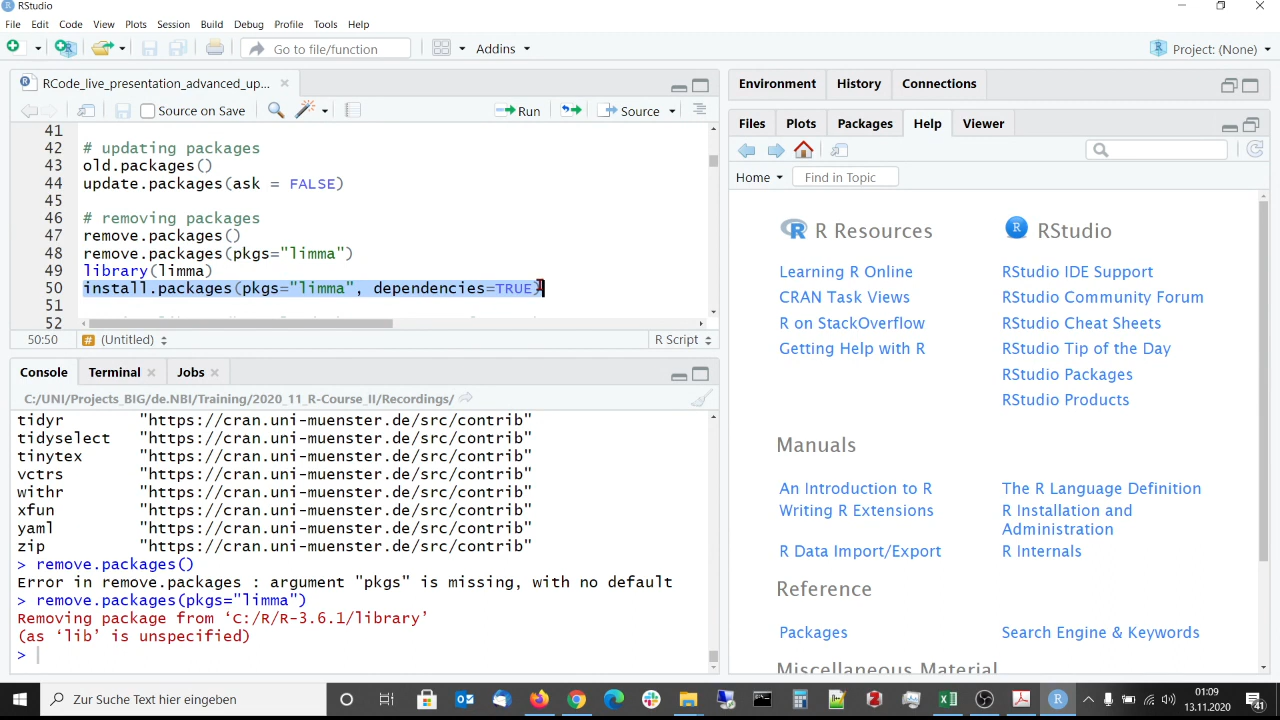 RStudio
File Edit Code View Plots Session Build Debug Profile Tools Help
Go to file/function Addins Project: (None)
RCode_live_presentation_advanced_up...
Source on Save Run Source
41
42 # updating packages
43 old.packages()
44 update.packages(ask = FALSE)
45
46 # removing packages
47 remove.packages()
48 remove.packages(pkgs="limma")
49 library(limma)
50 install.packages(pkgs="limma", dependencies=TRUE)
51
52
50:50 # (Untitled) R Script
Console Terminal Jobs
C:/UNI/Projects_BIG/de.NBI/Training/2020_11_R-Course_II/Recordings/
tidyr "https://cran.uni-muenster.de/src/contrib"
tidyselect "https://cran.uni-muenster.de/src/contrib"
tinytex "https://cran.uni-muenster.de/src/contrib"
vctrs "https://cran.uni-muenster.de/src/contrib"
withr "https://cran.uni-muenster.de/src/contrib"
xfun "https://cran.uni-muenster.de/src/contrib"
yaml "https://cran.uni-muenster.de/src/contrib"
zip "https://cran.uni-muenster.de/src/contrib"
> remove.packages()
Error in remove.packages : argument "pkgs" is missing, with no default
> remove.packages(pkgs="limma")
Removing package from ‘C:/R/R-3.6.1/library’
(as ‘lib’ is unspecified)
>
Environment History Connections
Files Plots Packages Help Viewer
Home Find in Topic
R Resources
Learning R Online
CRAN Task Views
R on StackOverflow
Getting Help with R
RStudio
RStudio IDE Support
RStudio Community Forum
RStudio Cheat Sheets
RStudio Tip of the Day
RStudio Packages
RStudio Products
Manuals
An Introduction to R
Writing R Extensions
R Data Import/Export
The R Language Definition
R Installation and
Administration
R Internals
Reference
Packages
Search Engine & Keywords
Miscellaneous Material
Zur Suche Text hier eingeben
01:09
13.11.2020
41